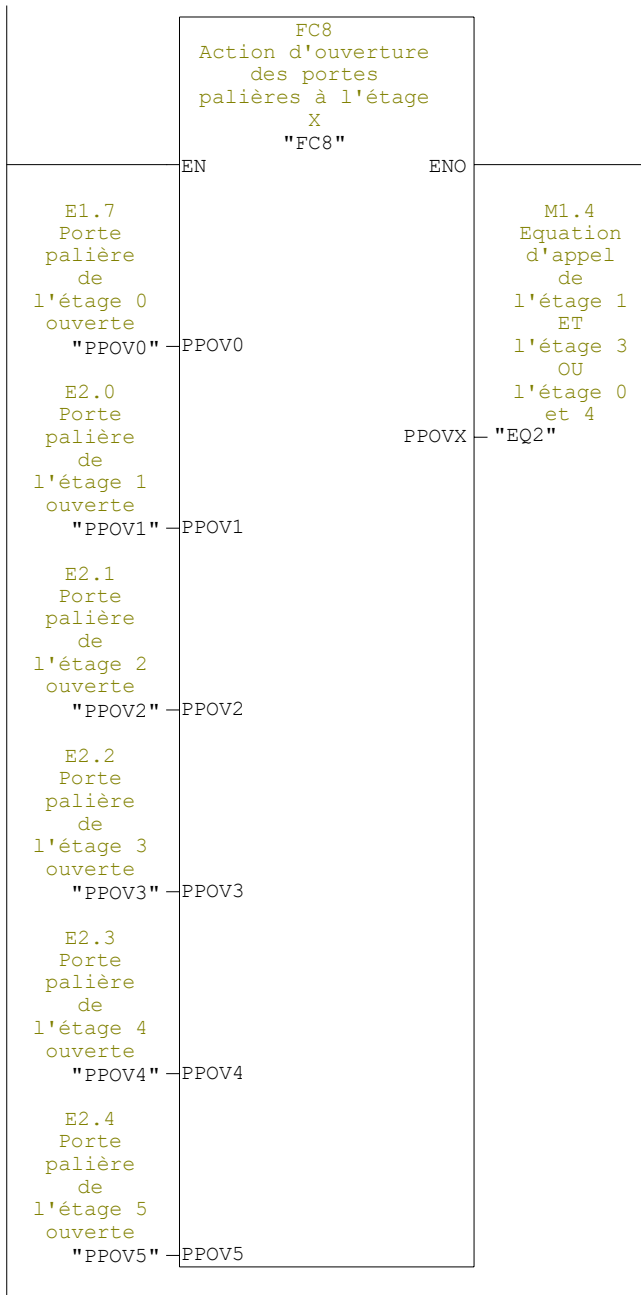 FC8
Action d'ouverture
des portes
palières à l'étage
X
"FC8"
EN
ENO
E1.7
Porte
palière
de
l'étage 0
ouverte
"PPOV0"
PPOV0
M1.4
Equation
d'appel
de
l'étage 1
ET
l'étage 3
OU
l'étage 0
et 4
PPOVX
"EQ2"
E2.0
Porte
palière
de
l'étage 1
ouverte
"PPOV1"
PPOV1
E2.1
Porte
palière
de
l'étage 2
ouverte
"PPOV2"
PPOV2
E2.2
Porte
palière
de
l'étage 3
ouverte
"PPOV3"
PPOV3
E2.3
Porte
palière
de
l'étage 4
ouverte
"PPOV4"
PPOV4
E2.4
Porte
palière
de
l'étage 5
ouverte
"PPOV5"
PPOV5